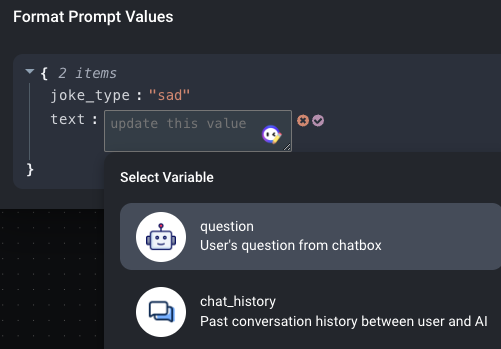 Format Prompt Values
{ 2 items
joke_type : "sad"
text : update this value
}
Select Variable
question
User's question from chatbox
chat_history
Past conversation history between user and AI